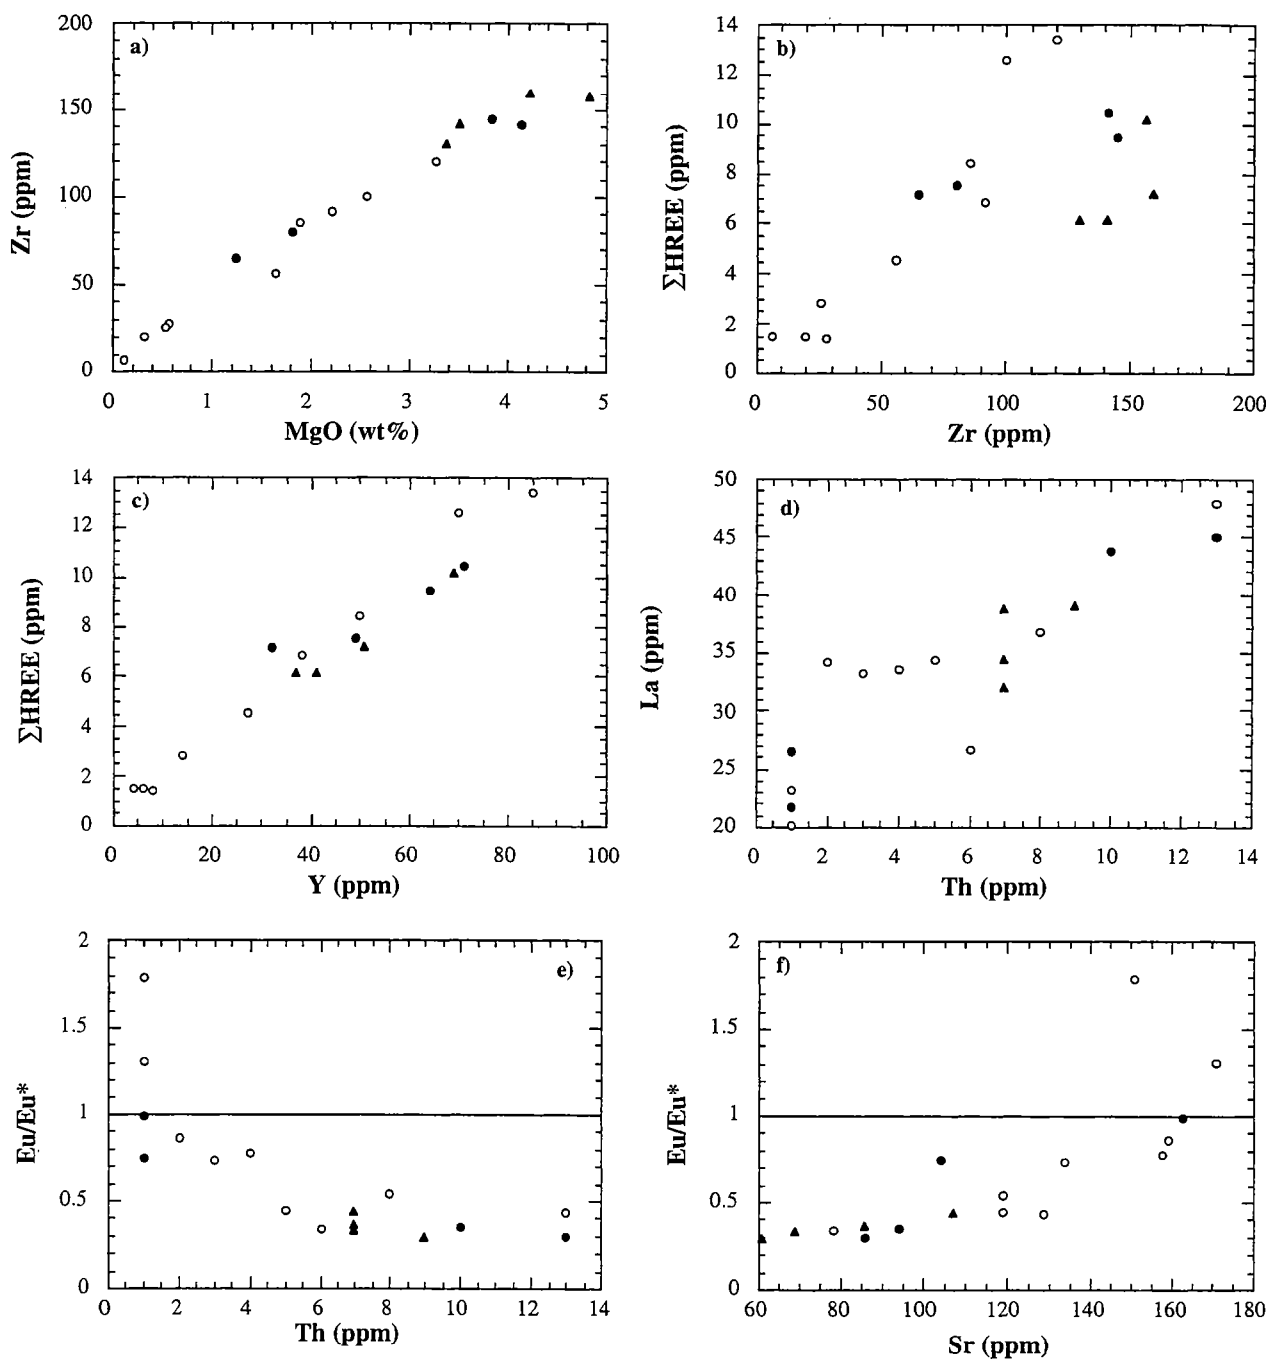 a)
200
150
100
50
0
Zr (ppm)
0 1 2 3 4 5
MgO (wt%)
b)
14
12
10
8
6
4
2
0
ΣHREE (ppm)
0 50 100 150 200
Zr (ppm)
c)
14
12
10
8
6
4
2
0
ΣHREE (ppm)
0 20 40 60 80 100
Y (ppm)
d)
50
45
40
35
30
25
20
La (ppm)
0 2 4 6 8 10 12 14
Th (ppm)
e)
2
1.5
1
0.5
0
Eu/Eu*
0 2 4 6 8 10 12 14
Th (ppm)
f)
2
1.5
1
0.5
0
Eu/Eu*
60 80 100 120 140 160 180
Sr (ppm)